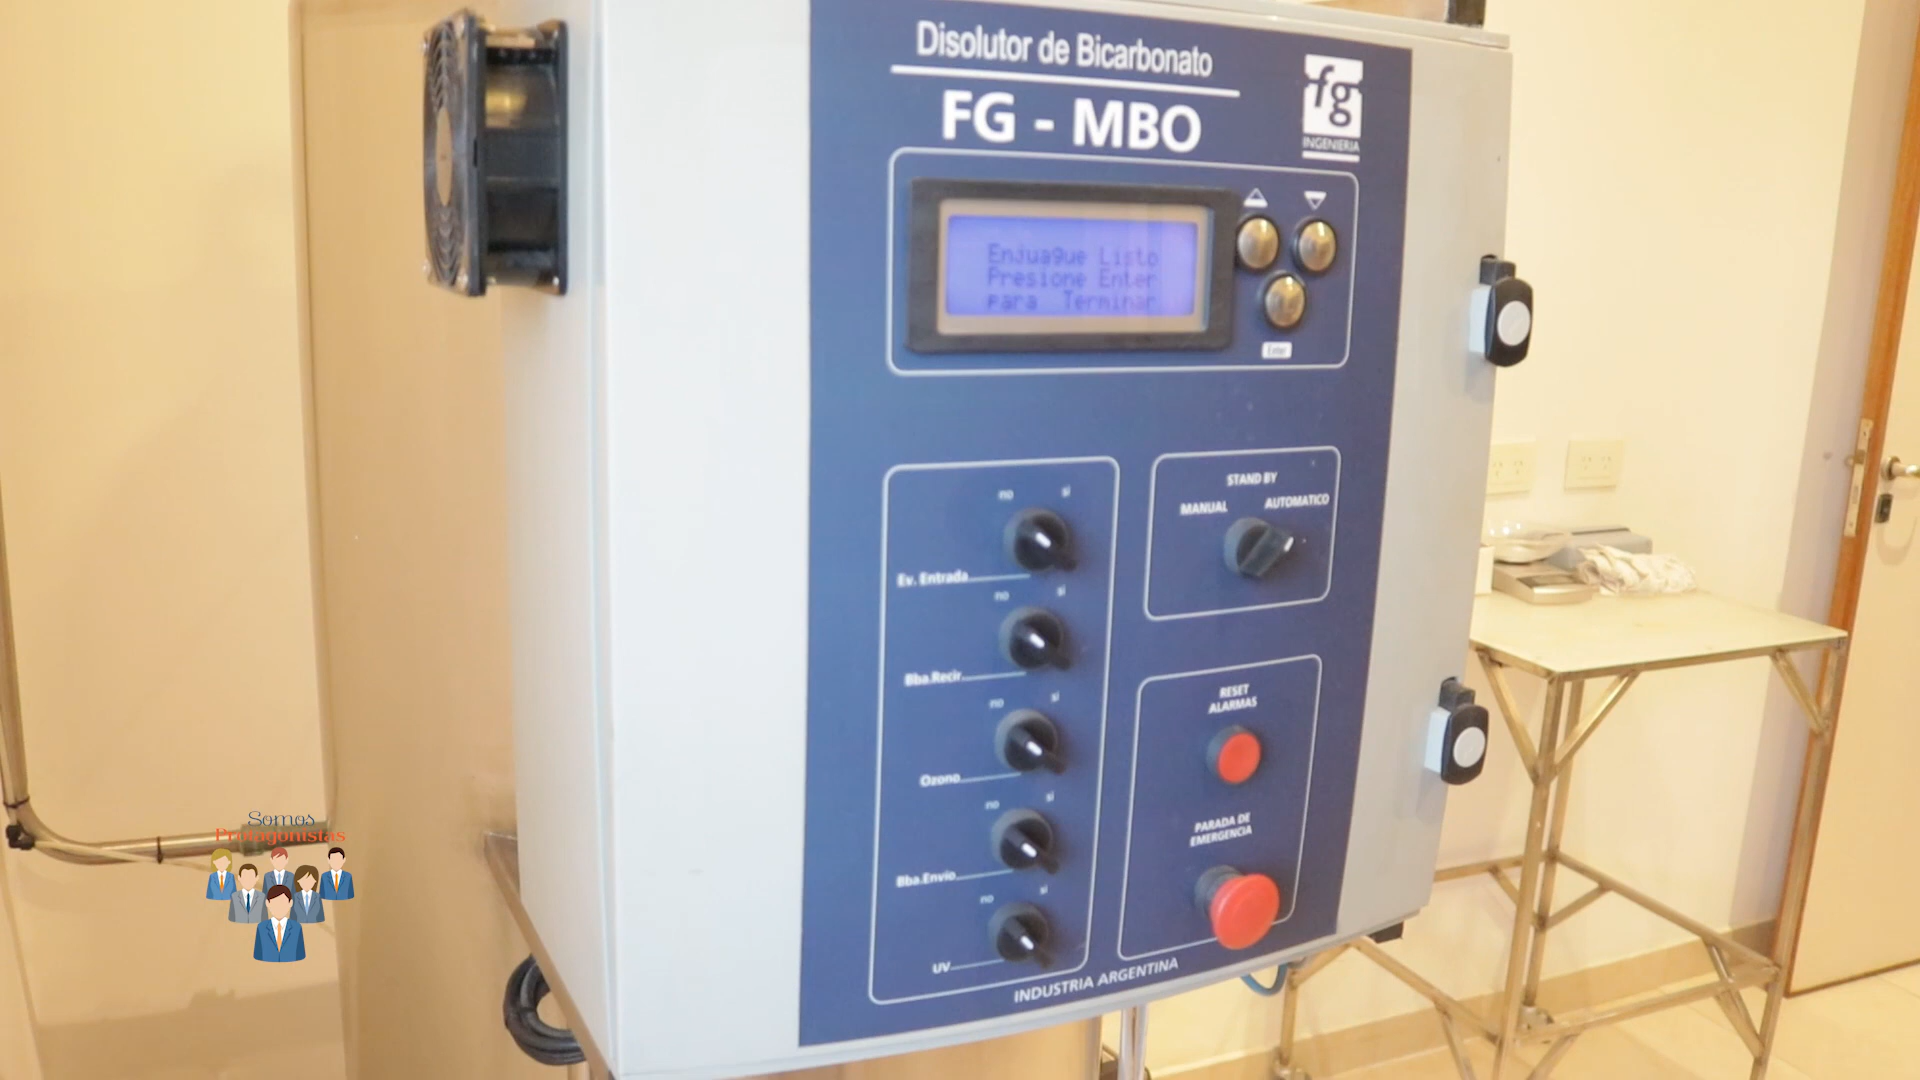 Disolutor de Bicarbonato
FG - MBO
fg
INGENIERIA
Enjuague Listo
Presione Enter
para Terminar
Enter
no si
Ev. Entrada
no si
Bba.Recir
no si
Ozono
no si
Bba.Envio
no si
UV
STAND BY
MANUAL AUTOMATICO
RESET
ALARMAS
PARADA DE
EMERGENCIA
INDUSTRIA ARGENTINA
Somos
Protagonistas